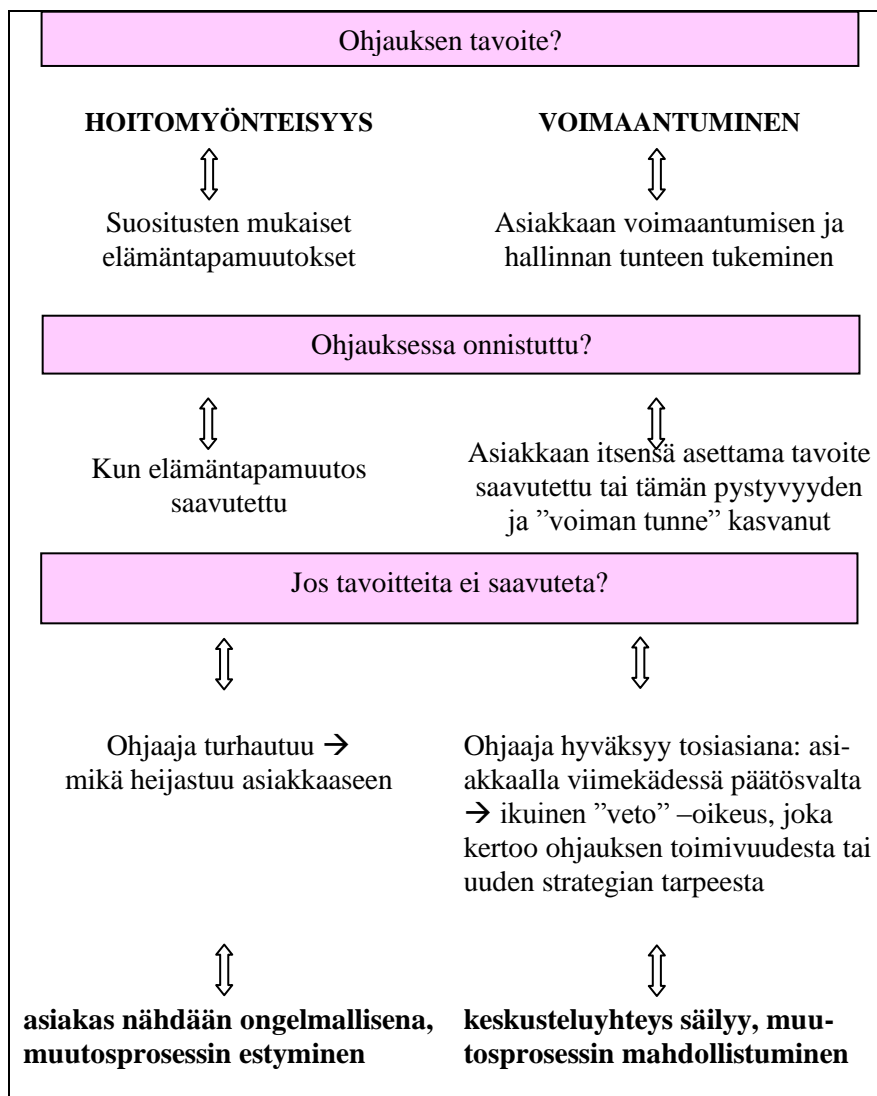 Ohjauksen tavoite?
HOITOMYÖNTEISYYS
VOIMAANTUMINEN
Suositusten mukaiset
elämäntapamuutokset
Asiakkaan voimaantumisen ja
hallinnan tunteen tukeminen
Ohjauksessa onnistuttu?
Kun elämäntapamuutos
saavutettu
Asiakkaan itsensä asettama tavoite
saavutettu tai tämän pystyvyyden
ja ”voiman tunne” kasvanut
Jos tavoitteita ei saavuteta?
Ohjaaja turhautuu →
mikä heijastuu asiakkaaseen
Ohjaaja hyväksyy tosiasiana: asi-
akkaalla viimekädessä päätösvalta
→ ikuinen ”veto” –oikeus, joka
kertoo ohjauksen toimivuudesta tai
uuden strategian tarpeesta
asiakas nähdään ongelmallisena,
muutosprosessin estyminen
keskusteluyhteys säilyy, muu-
tosprosessin mahdollistuminen